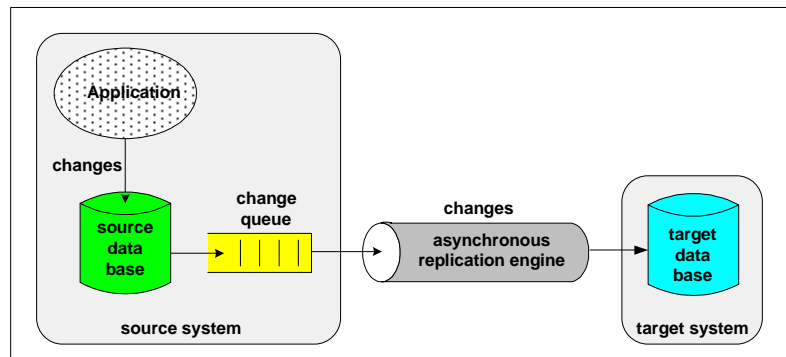 Application
changes
source
data
base
change
queue
source system
changes
asynchronous
replication engine
target
data
base
target system